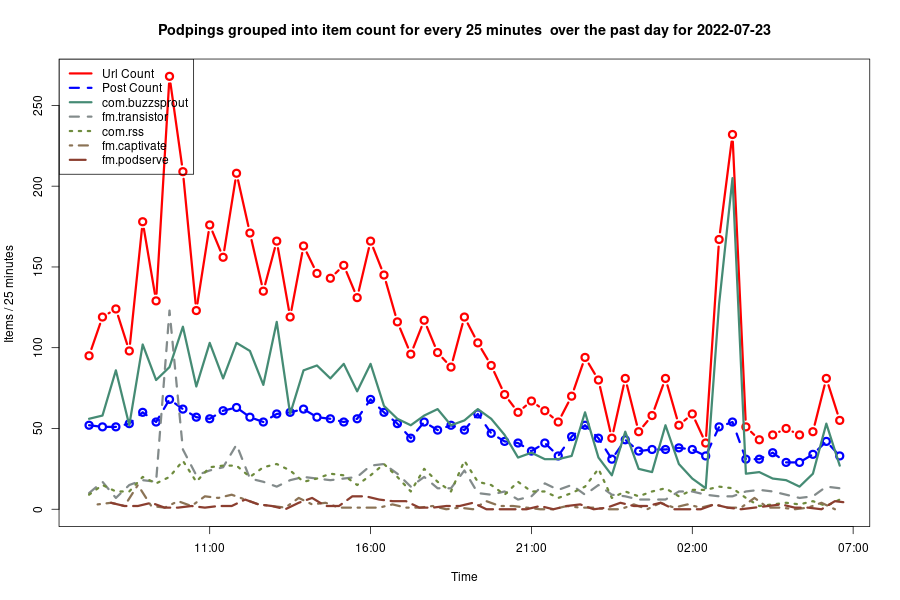 Podpings grouped into item count for every 25 minutes  over the past day for 2022-07-23
Url Count
Post Count
com.buzzsprout
fm.transistor
com.rss
fm.captivate
fm.podserve
Items / 25 minutes
250
200
150
100
50
0
11:00
16:00
21:00
02:00
07:00
Time